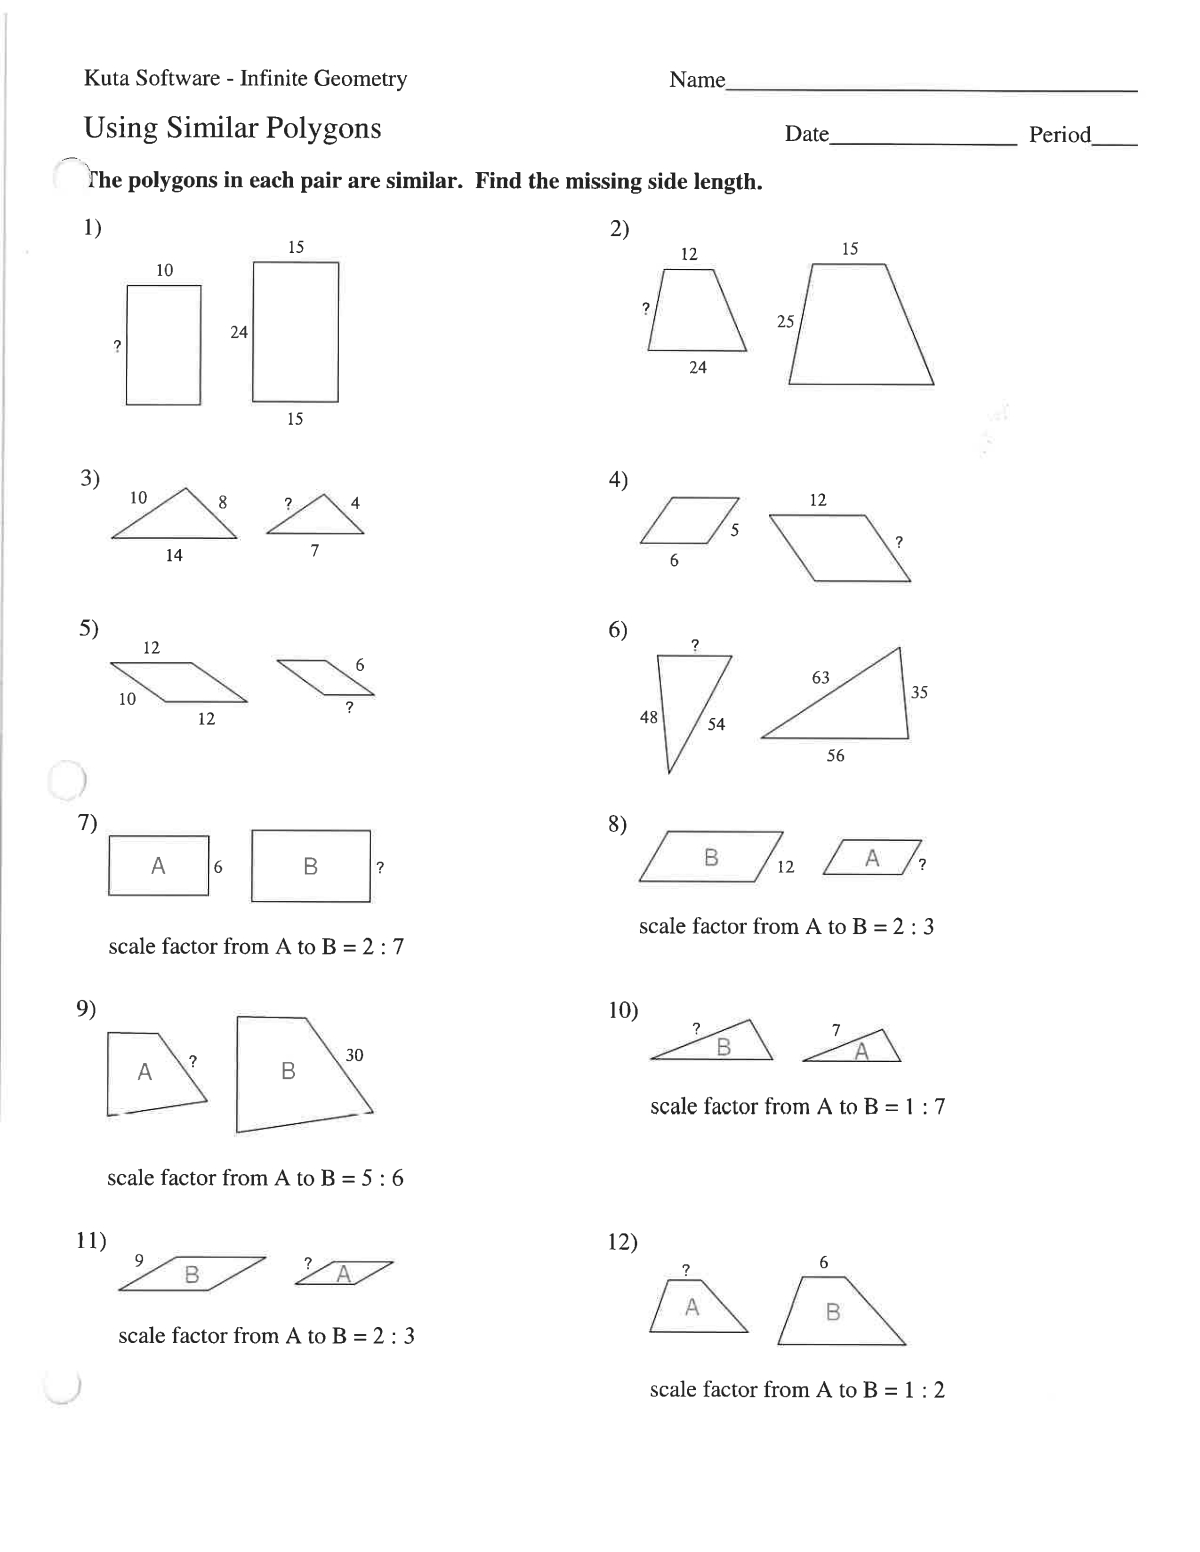 Kuta Software - Infinite Geometry
Name
Using Similar Polygons
Date Period
The polygons in each pair are similar. Find the missing side length.
1)
10
?
15
24
15
2)
12
?
24
15
25
3)
10
8
14
?
4
7
4)
5
6
12
?
5)
12
10
12
6
?
6)
?
48
54
63
35
56
7)
A
6
B
?
scale factor from A to B = 2 : 7
8)
B
12
A
?
scale factor from A to B = 2 : 3
9)
A
?
B
30
scale factor from A to B = 5 : 6
10)
?
B
7
A
scale factor from A to B = 1 : 7
11)
9
B
?
A
scale factor from A to B = 2 : 3
12)
?
A
6
B
scale factor from A to B = 1 : 2